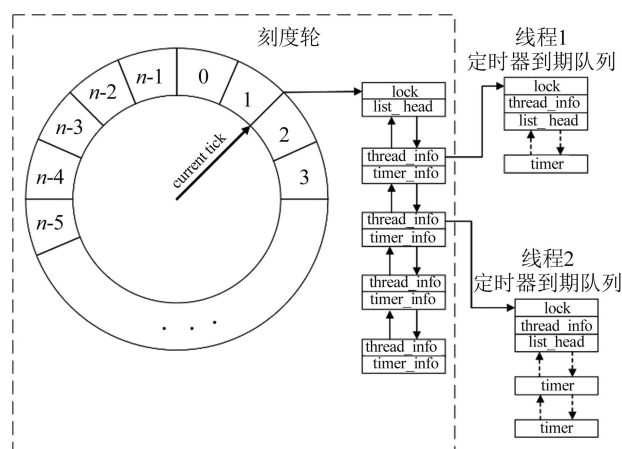 刻度轮
n-5
n-4
n-3
n-2
n-1
0
1
2
3
current tick
. . .
lock
list_head
thread_info
timer_info
thread_info
timer_info
thread_info
timer_info
thread_info
timer_info
线程1
定时器到期队列
lock
thread_info
list_head
timer
线程2
定时器到期队列
lock
thread_info
list_head
timer
timer